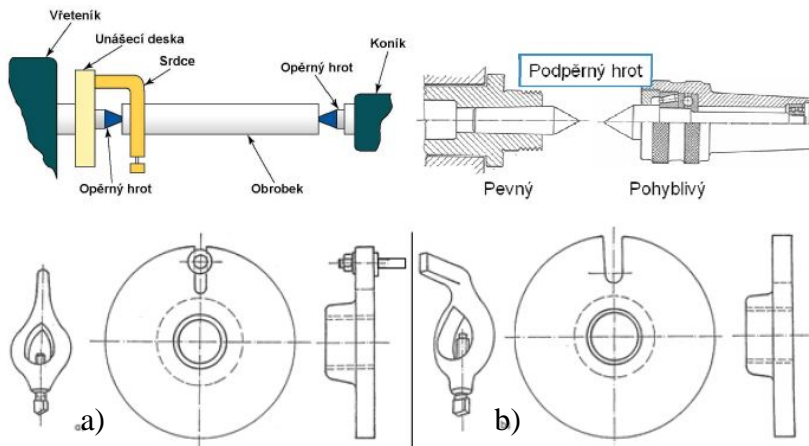 Vřeteník
Unášecí deska
Srdce
Opěrný hrot
Koník
Opěrný hrot
Obrobek
Podpěrný hrot
Pevný
Pohyblivý
a)
b)